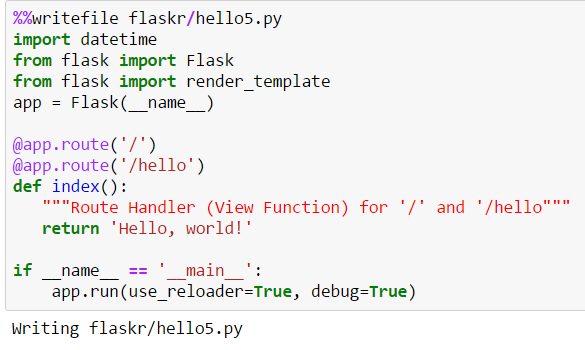 %%writefile flaskr/hello5.py
import datetime
from flask import Flask
from flask import render_template
app = Flask(__name__)

@app.route('/')
@app.route('/hello')
def index():
   """Route Handler (View Function) for '/' and '/hello"""
   return 'Hello, world!'

if __name__ == '__main__':
    app.run(use_reloader=True, debug=True)
Writing flaskr/hello5.py